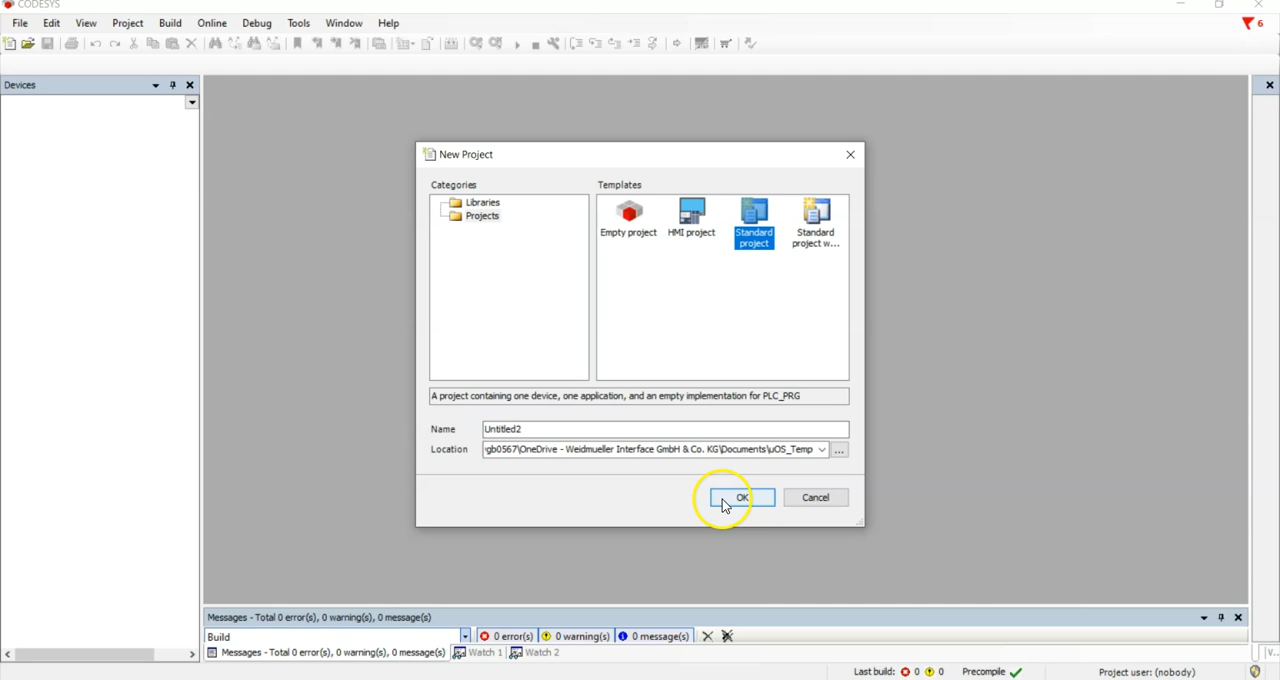 CODESYS
File Edit View Project Build Online Debug Tools Window Help
6
Devices
New Project
Categories
Templates
Libraries
Projects
Empty project
HMI project
Standard
project
Standard
project w...
A project containing one device, one application, and an empty implementation for PLC_PRG
Name
Untitled2
Location
gb0567\OneDrive - Weidmueller Interface GmbH & Co. KG\Documents\µOS_Temp
...
OK
Cancel
Messages - Total 0 error(s), 0 warning(s), 0 message(s)
Build
0 error(s)
0 warning(s)
0 message(s)
Messages - Total 0 error(s), 0 warning(s), 0 message(s)
Watch 1
Watch 2
V...
Last build: 0 0
Precompile
Project user: (nobody)